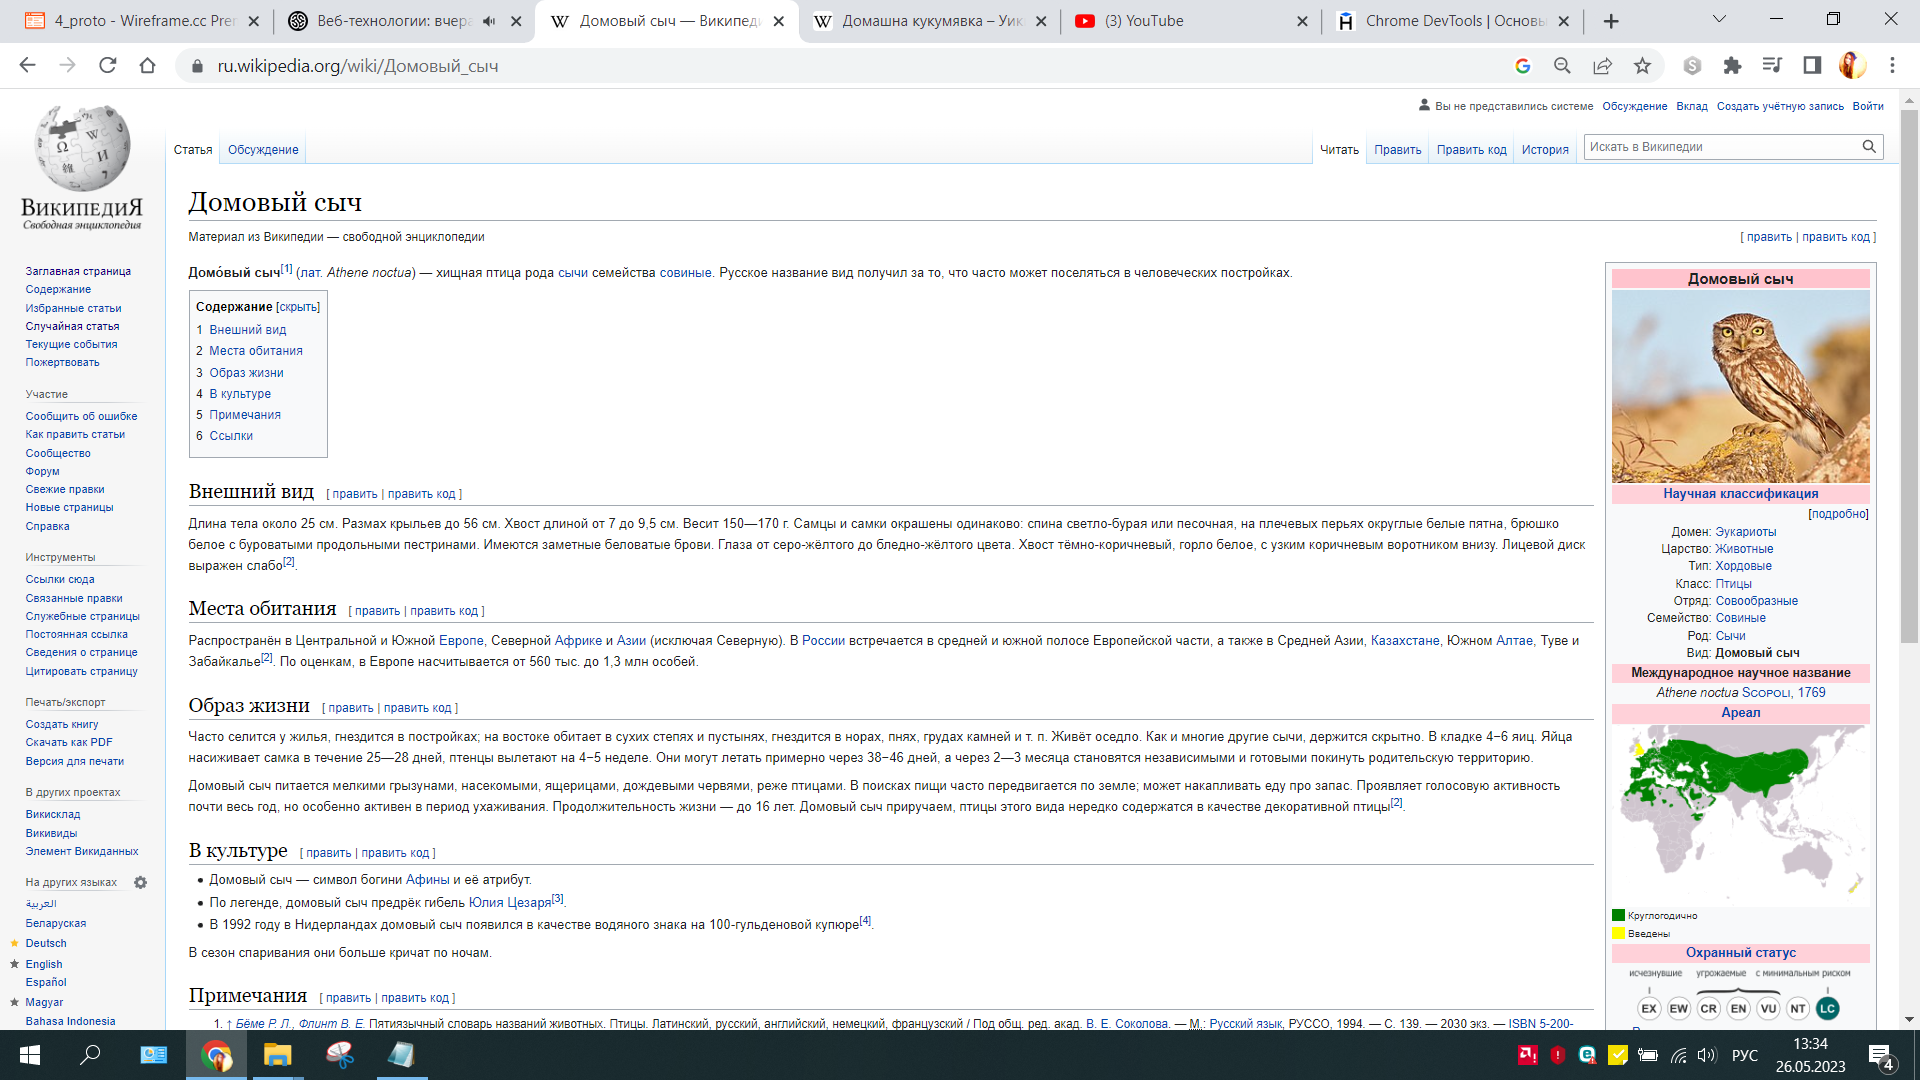 4_proto - Wireframe.cc Prer
Веб-технологии: вчера
Домовый сыч — Википеди
Домашна кукумявка – Уик
(3) YouTube
Chrome DevTools | Основы
ru.wikipedia.org/wiki/Домовый_сыч
Вы не представились системе Обсуждение Вклад Создать учётную запись Войти
ВикипедиЯ
Свободная энциклопедия
Статья Обсуждение
Читать Править Править код История
Искать в Википедии
Заглавная страница
Содержание
Избранные статьи
Случайная статья
Текущие события
Пожертвовать
Участие
Сообщить об ошибке
Как править статьи
Сообщество
Форум
Свежие правки
Новые страницы
Справка
Инструменты
Ссылки сюда
Связанные правки
Служебные страницы
Постоянная ссылка
Сведения о странице
Цитировать страницу
Печать/экспорт
Создать книгу
Скачать как PDF
Версия для печати
В других проектах
Викисклад
Викивиды
Элемент Викиданных
На других языках
العربية
Беларуская
Deutsch
English
Español
Magyar
Bahasa Indonesia
Домовый сыч
Материал из Википедии — свободной энциклопедии
[ править | править код ]
Домо́вый сыч[1] (лат. Athene noctua) — хищная птица рода сычи семейства совиные. Русское название вид получил за то, что часто может поселяться в человеческих постройках.
Содержание [скрыть]
1 Внешний вид
2 Места обитания
3 Образ жизни
4 В культуре
5 Примечания
6 Ссылки
Внешний вид [ править | править код ]
Длина тела около 25 см. Размах крыльев до 56 см. Хвост длиной от 7 до 9,5 см. Весит 150—170 г. Самцы и самки окрашены одинаково: спина светло-бурая или песочная, на плечевых перьях округлые белые пятна, брюшко
белое с буроватыми продольными пестринами. Имеются заметные беловатые брови. Глаза от серо-жёлтого до бледно-жёлтого цвета. Хвост тёмно-коричневый, горло белое, с узким коричневым воротником внизу. Лицевой диск
выражен слабо[2].
Места обитания [ править | править код ]
Распространён в Центральной и Южной Европе, Северной Африке и Азии (исключая Северную). В России встречается в средней и южной полосе Европейской части, а также в Средней Азии, Казахстане, Южном Алтае, Туве и
Забайкалье[2]. По оценкам, в Европе насчитывается от 560 тыс. до 1,3 млн особей.
Образ жизни [ править | править код ]
Часто селится у жилья, гнездится в постройках; на востоке обитает в сухих степях и пустынях, гнездится в норах, пнях, грудах камней и т. п. Живёт оседло. Как и многие другие сычи, держится скрытно. В кладке 4−6 яиц. Яйца
насиживает самка в течение 25—28 дней, птенцы вылетают на 4−5 неделе. Они могут летать примерно через 38−46 дней, а через 2—3 месяца становятся независимыми и готовыми покинуть родительскую территорию.
Домовый сыч питается мелкими грызунами, насекомыми, ящерицами, дождевыми червями, реже птицами. В поисках пищи часто передвигается по земле; может накапливать еду про запас. Проявляет голосовую активность
почти весь год, но особенно активен в период ухаживания. Продолжительность жизни — до 16 лет. Домовый сыч приручаем, птицы этого вида нередко содержатся в качестве декоративной птицы[2].
В культуре [ править | править код ]
• Домовый сыч — символ богини Афины и её атрибут.
• По легенде, домовый сыч предрёк гибель Юлия Цезаря[3].
• В 1992 году в Нидерландах домовый сыч появился в качестве водяного знака на 100-гульденовой купюре[4].
В сезон спаривания они больше кричат по ночам.
Примечания [ править | править код ]
1. ↑ Бёме Р. Л., Флинт В. Е. Пятиязычный словарь названий животных. Птицы. Латинский, русский, английский, немецкий, французский / Под общ. ред. акад. В. Е. Соколова. — М.: Русский язык, РУССО, 1994. — С. 139. — 2030 экз. — ISBN 5-200-
Домовый сыч
Научная классификация
[подробно]
Домен: Эукариоты
Царство: Животные
Тип: Хордовые
Класс: Птицы
Отряд: Совообразные
Семейство: Совиные
Род: Сычи
Вид: Домовый сыч
Международное научное название
Athene noctua Scopoli, 1769
Ареал
Круглогодично
Введены
Охранный статус
исчезнувшие угрожаемые с минимальным риском
EX EW CR EN VU NT LC
РУС
13:34
26.05.2023
4